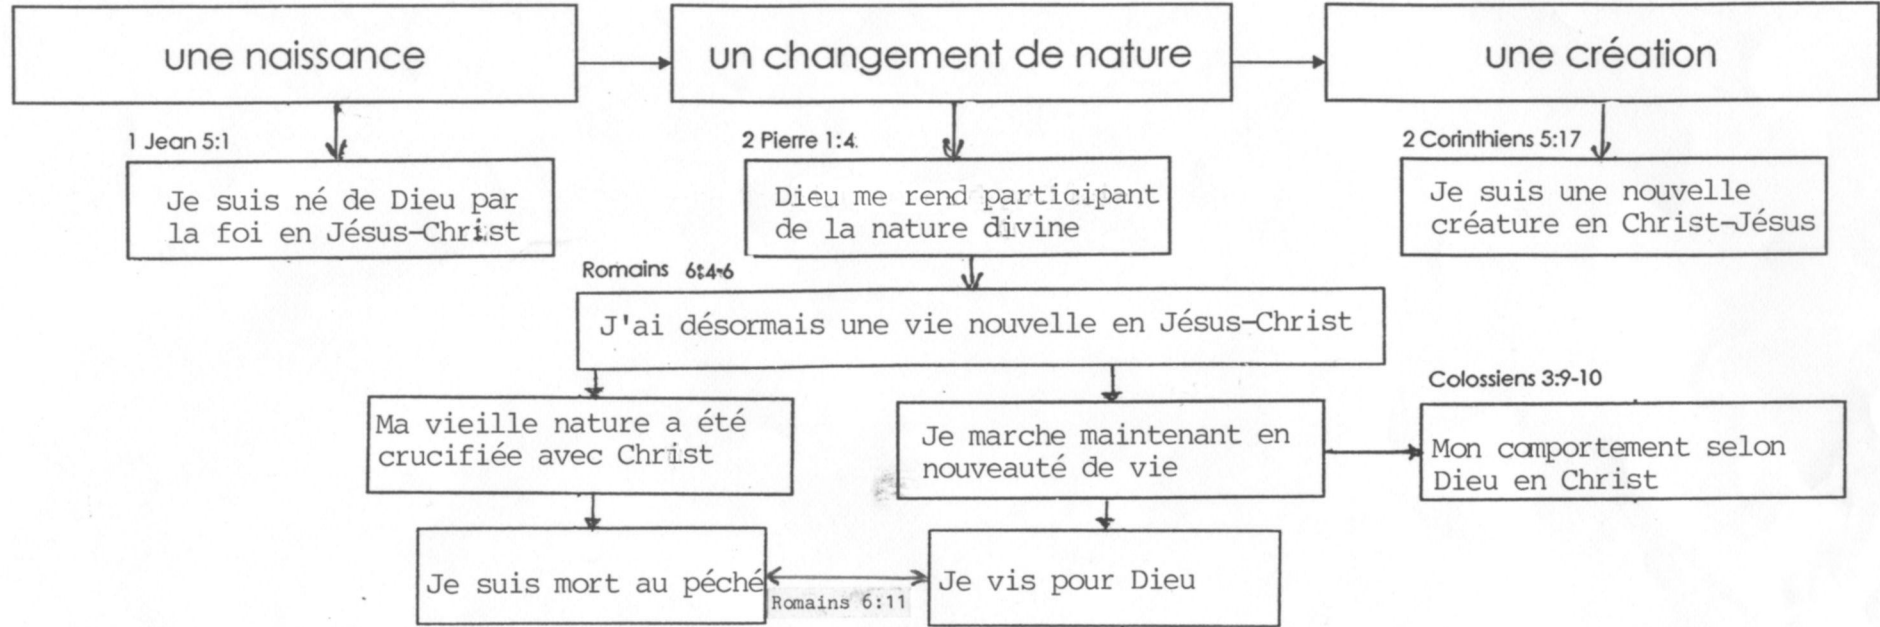 une naissance
un changement de nature
une création
1 Jean 5:1
2 Pierre 1:4
2 Corinthiens 5:17
Je suis né de Dieu par
la foi en Jésus-Christ
Dieu me rend participant
de la nature divine
Je suis une nouvelle
créature en Christ-Jésus
Romains 6:4-6
J'ai désormais une vie nouvelle en Jésus-Christ
Ma vieille nature a été
crucifiée avec Christ
Je marche maintenant en
nouveauté de vie
Colossiens 3:9-10
Mon comportement selon
Dieu en Christ
Je suis mort au péché
Romains 6:11
Je vis pour Dieu